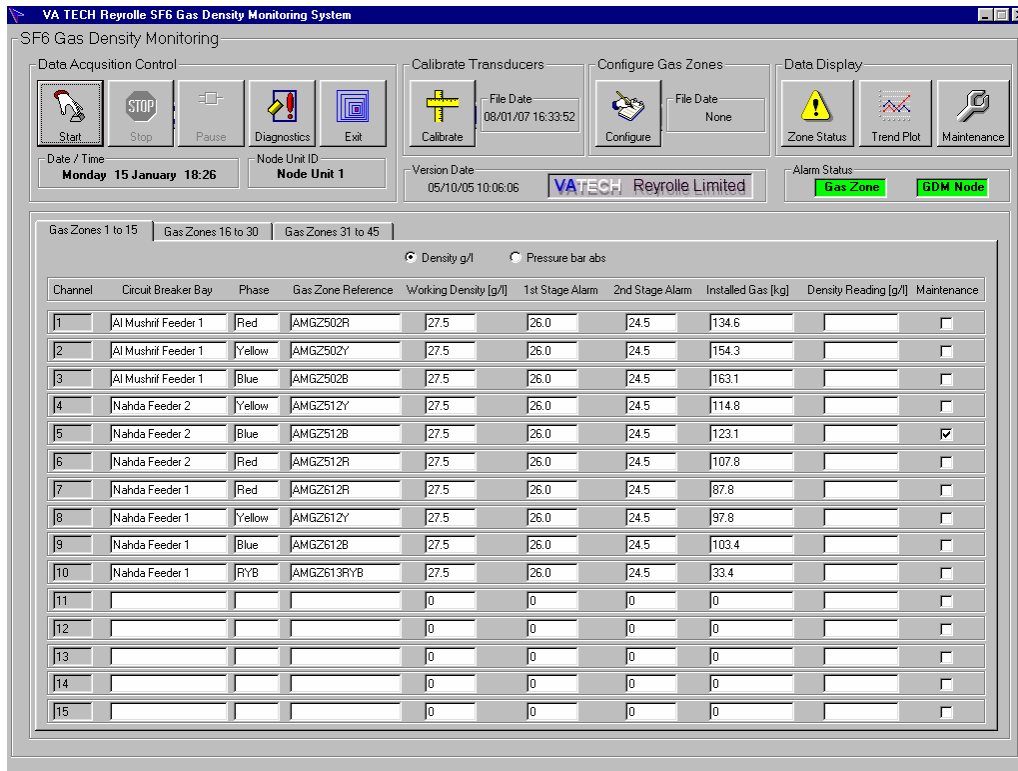 VA TECH Reyrolle SF6 Gas Density Monitoring System
SF6 Gas Density Monitoring
Data Acqusition Control
Calibrate Transducers
Configure Gas Zones
Data Display
STOP
Start
Stop
Pause
Diagnostics
Exit
Calibrate
File Date
08/01/07 16:33:52
Configure
File Date
None
Zone Status
Trend Plot
Maintenance
Date / Time
Monday 15 January 18:26
Node Unit ID
Node Unit 1
Version Date
05/10/05 10:06:06
VATECH Reyrolle Limited
Alarm Status
Gas Zone
GDM Node
Gas Zones 1 to 15 Gas Zones 16 to 30 Gas Zones 31 to 45
Density g/l Pressure bar abs
Channel Circuit Breaker Bay Phase Gas Zone Reference Working Density [g/l] 1st Stage Alarm 2nd Stage Alarm Installed Gas [kg] Density Reading [g/l] Maintenance
1 Al Mushrif Feeder 1 Red AMGZ502R 27.5 26.0 24.5 134.6
2 Al Mushrif Feeder 1 Yellow AMGZ502Y 27.5 26.0 24.5 154.3
3 Al Mushrif Feeder 1 Blue AMGZ502B 27.5 26.0 24.5 163.1
4 Nahda Feeder 2 Yellow AMGZ512Y 27.5 26.0 24.5 114.8
5 Nahda Feeder 2 Blue AMGZ512B 27.5 26.0 24.5 123.1
6 Nahda Feeder 2 Red AMGZ512R 27.5 26.0 24.5 107.8
7 Nahda Feeder 1 Red AMGZ612R 27.5 26.0 24.5 87.8
8 Nahda Feeder 1 Yellow AMGZ612Y 27.5 26.0 24.5 97.8
9 Nahda Feeder 1 Blue AMGZ612B 27.5 26.0 24.5 103.4
10 Nahda Feeder 1 RYB AMGZ613RYB 27.5 26.0 24.5 33.4
11 0 0 0 0
12 0 0 0 0
13 0 0 0 0
14 0 0 0 0
15 0 0 0 0